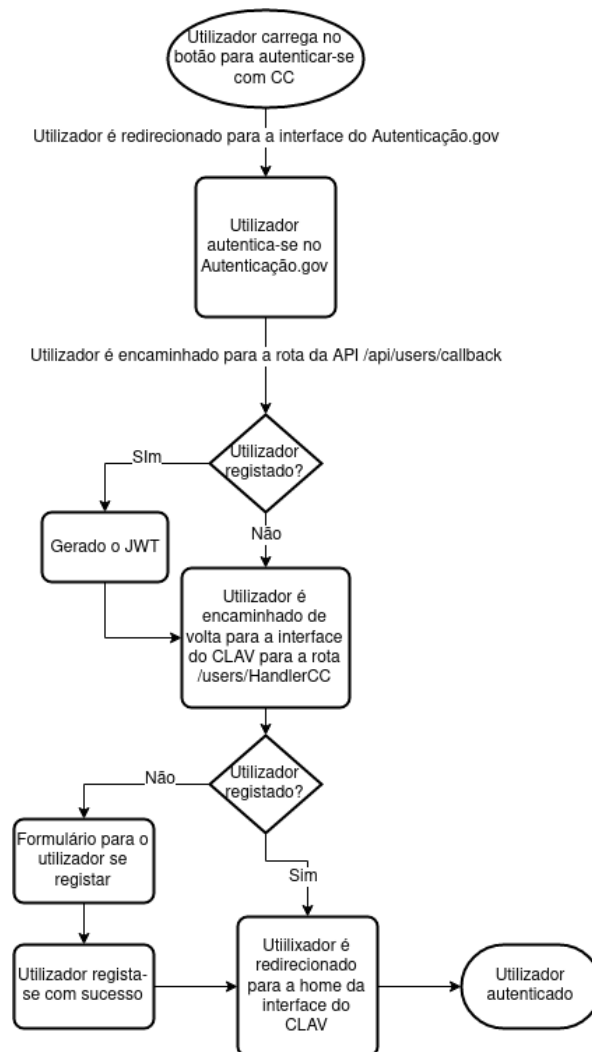 Utilizador carrega no
botão para autenticar-se
com CC
Utilizador é redirecionado para a interface do Autenticação.gov
Utilizador
autentica-se no
Autenticação.gov
Utilizador é encaminhado para a rota da API /api/users/callback
Utilizador
registado?
SIm
Gerado o JWT
Não
Utilizador é
encaminhado de
volta para a interface
do CLAV para a rota
/users/HandlerCC
Utilizador
registado?
Não
Formulário para o
utilizador se
registar
Sim
Utilizador regista-
se com sucesso
Utiilixador é
redirecionado
para a home da
interface do
CLAV
Utilizador
autenticado